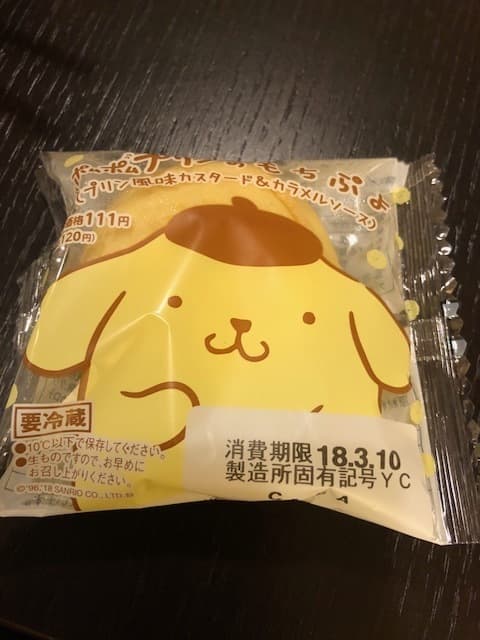 ポムポムプリンのもちぷよ
(プリン風味カスタード&カラメルソース)
価格111円
120円)
要冷蔵
●10℃以下で保存してください。
●生ものですので、お早めに
お召し上がりください。
©'96,'18 SANRIO CO.,LTD.
消費期限 18.3.10
製造所固有記号YC